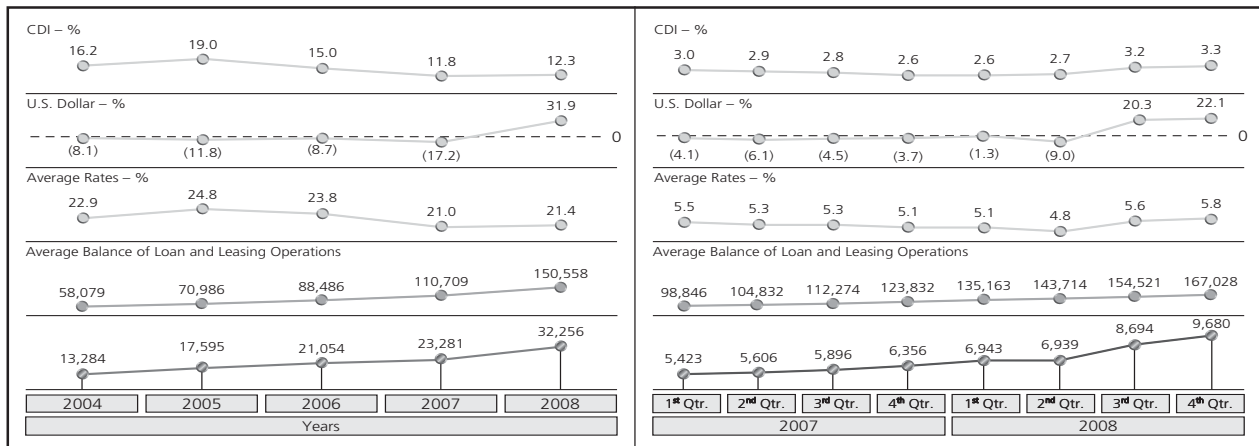 CDI – %
16.2 19.0 15.0 11.8 12.3
U.S. Dollar – %
31.9
0
(8.1) (11.8) (8.7) (17.2)
Average Rates – %
22.9 24.8 23.8 21.0 21.4
Average Balance of Loan and Leasing Operations
58,079 70,986 88,486 110,709 150,558
13,284 17,595 21,054 23,281 32,256
2004 2005 2006 2007 2008
Years
CDI – %
3.0 2.9 2.8 2.6 2.6 2.7 3.2 3.3
U.S. Dollar – %
20.3 22.1
0
(4.1) (6.1) (4.5) (3.7) (1.3) (9.0)
Average Rates – %
5.5 5.3 5.3 5.1 5.1 4.8 5.6 5.8
Average Balance of Loan and Leasing Operations
98,846 104,832 112,274 123,832 135,163 143,714 154,521 167,028
5,423 5,606 5,896 6,356 6,943 6,939 8,694 9,680
1st Qtr. 2nd Qtr. 3rd Qtr. 4th Qtr. 1st Qtr. 2nd Qtr. 3rd Qtr. 4th Qtr.
2007 2008